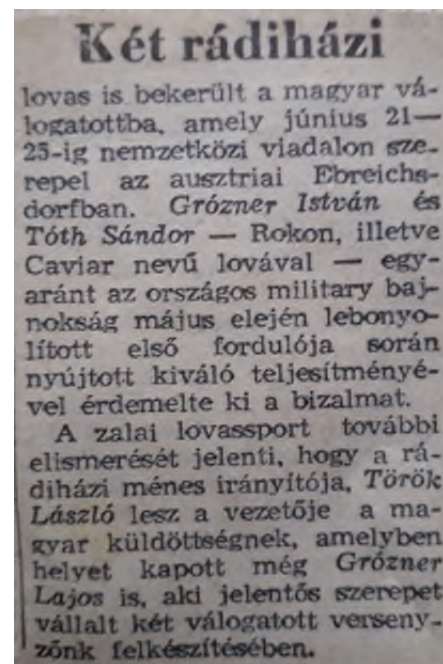 Két rádiházi
lovas is bekerült a magyar vá-
logatottba, amely június 21—
25-ig nemzetközi viadalon sze-
repel az ausztriai Ebreichs-
dorfban. Grózner István és
Tóth Sándor — Rokon, illetve
Caviar nevű lovával — egy-
aránt az országos military baj-
nokság május elején lebonyo-
lított első fordulója során
nyújtott kiváló teljesítményé-
vel érdemelte ki a bizalmat.
A zalai lovassport további
elismerését jelenti, hogy a rá-
diházi ménes irányítója, Török
László lesz a vezetője a ma-
gyar küldöttségnek, amelyben
helyet kapott még Grózner
Lajos is, aki jelentős szerepet
vállalt két válogatott verseny-
zőnk felkészítésében.